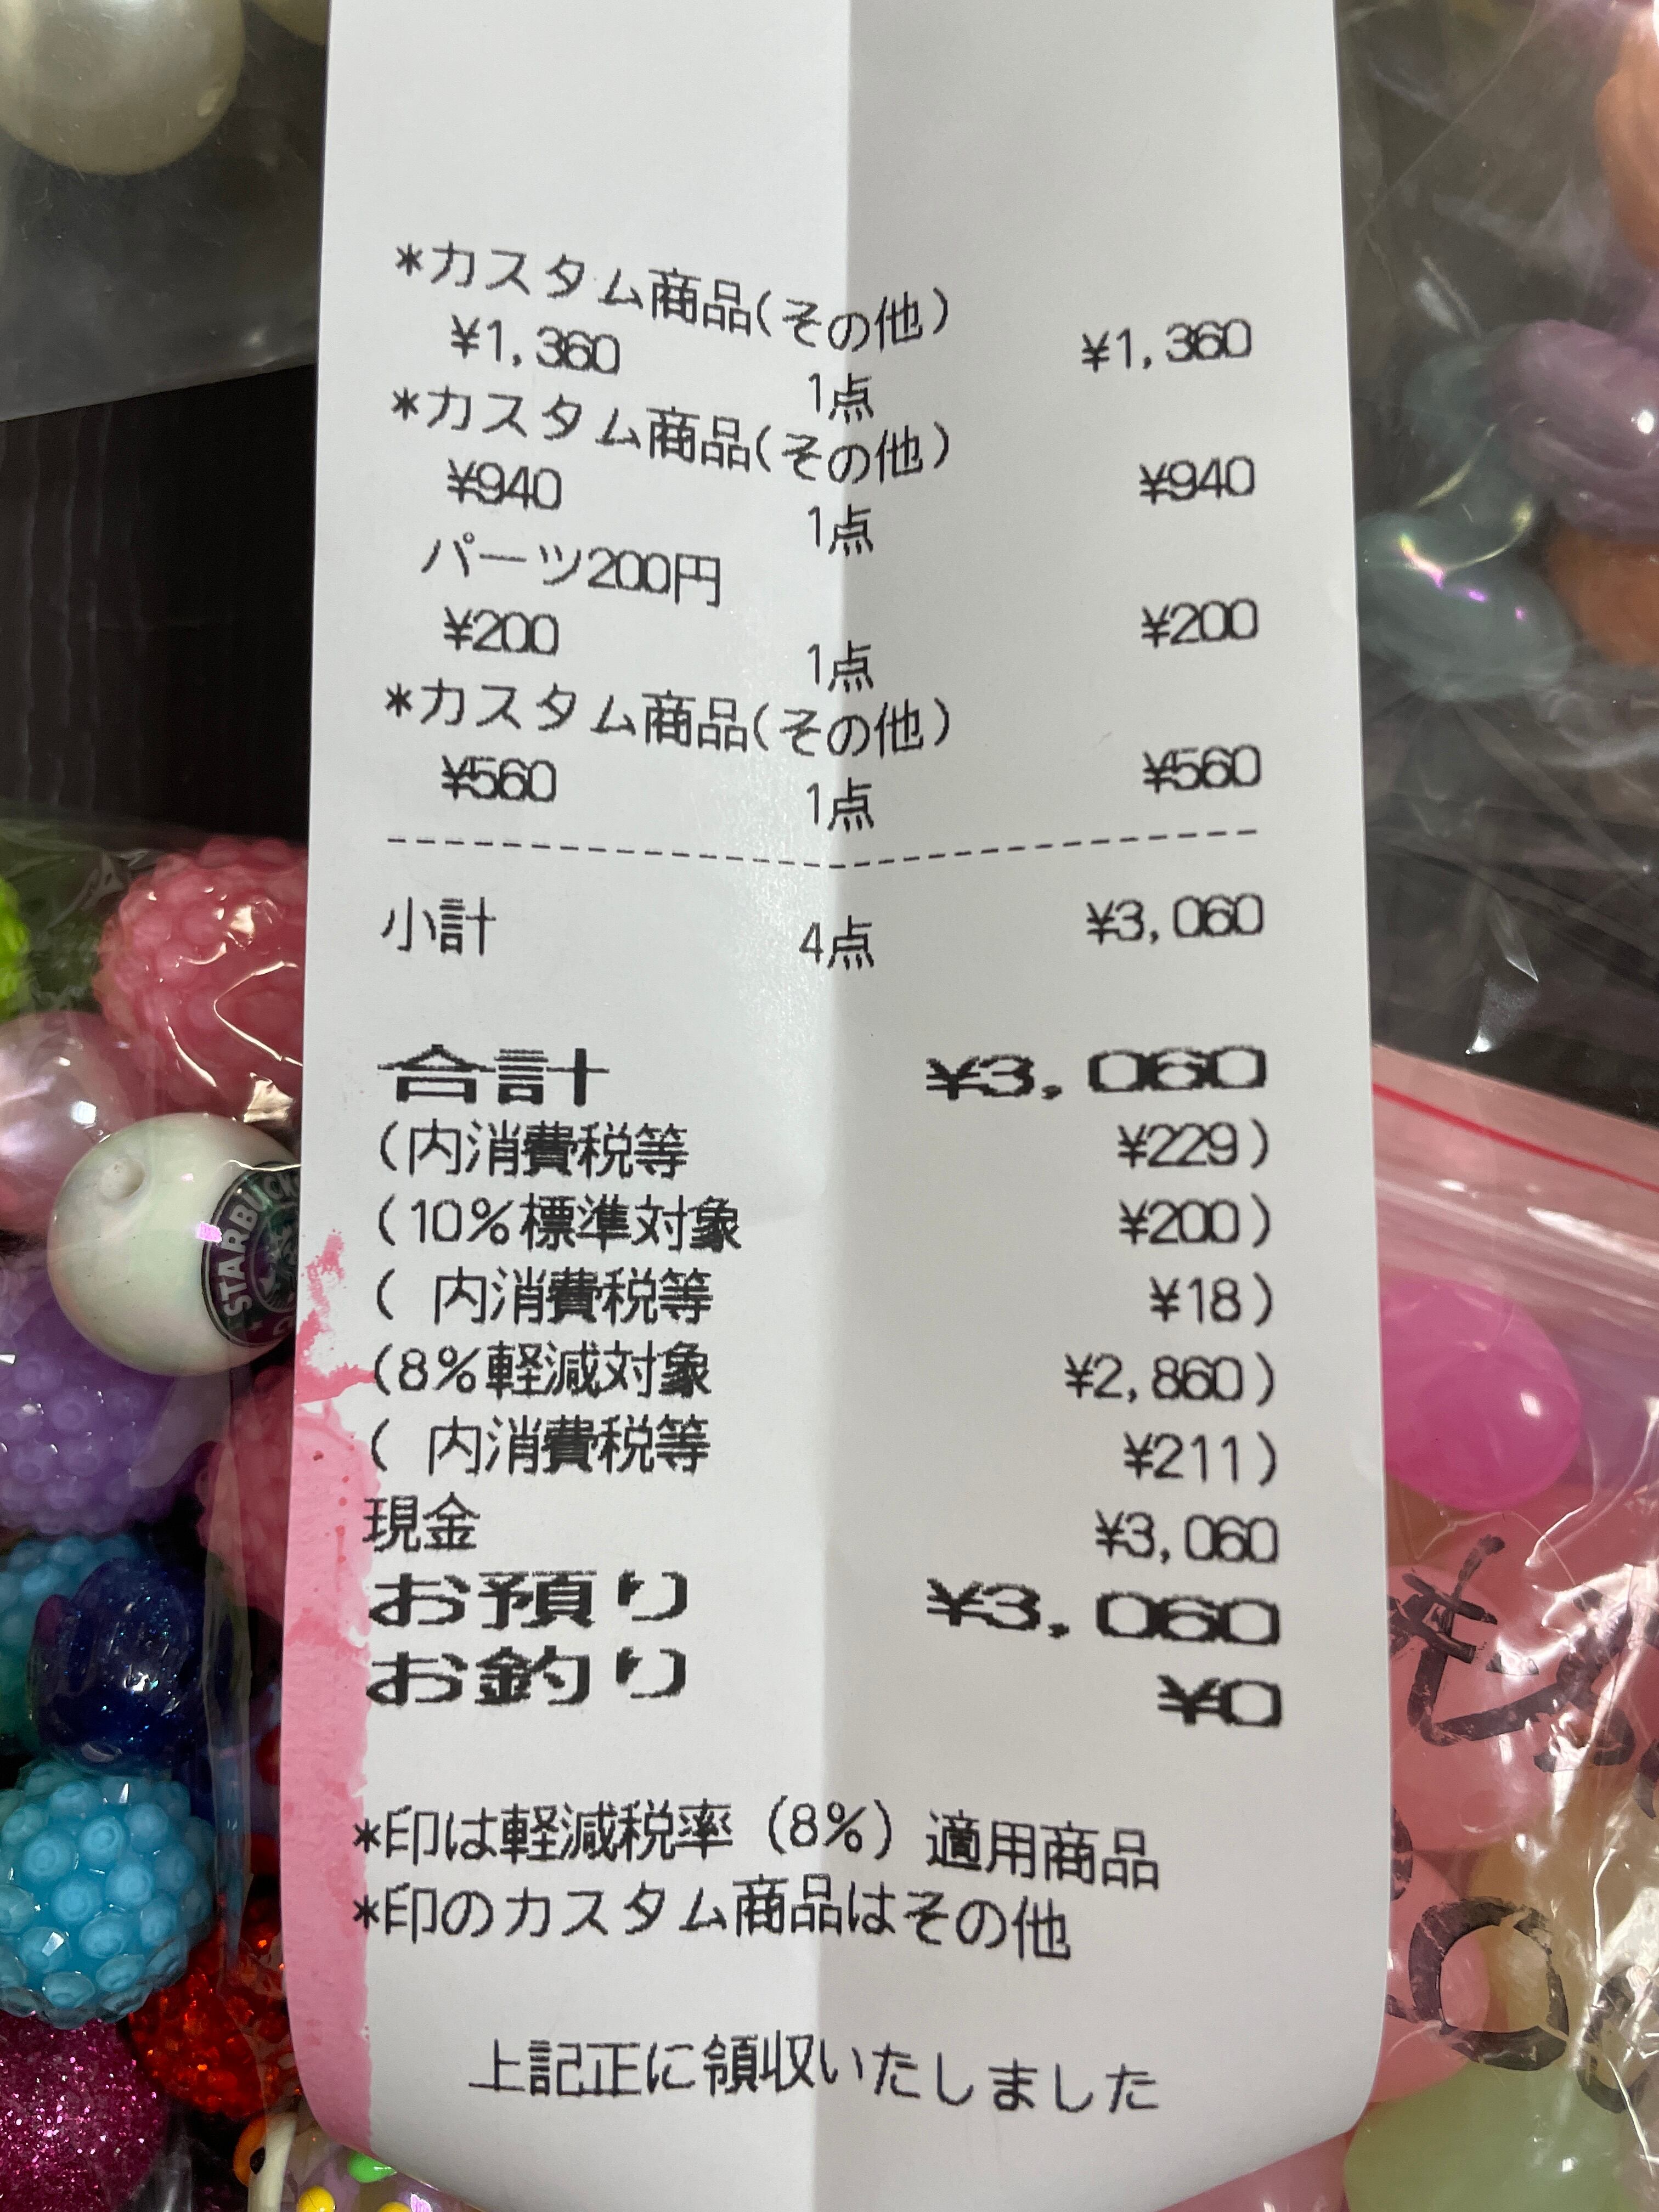 *カスタム商品(その他)
¥1,360 1点 ¥1,360
*カスタム商品(その他)
¥940 1点 ¥940
パーツ200円
¥200 1点 ¥200
*カスタム商品(その他)
¥560 1点 ¥560
小計 4点 ¥3,060
合計 ¥3,060
(内消費税等 ¥229)
(10%標準対象 ¥200)
( 内消費税等 ¥18)
(8%軽減対象 ¥2,860)
( 内消費税等 ¥211)
現金 ¥3,060
お預り ¥3,060
お釣り ¥0
*印は軽減税率(8%)適用商品
*印のカスタム商品はその他
上記正に領収いたしました
STARBUCKS